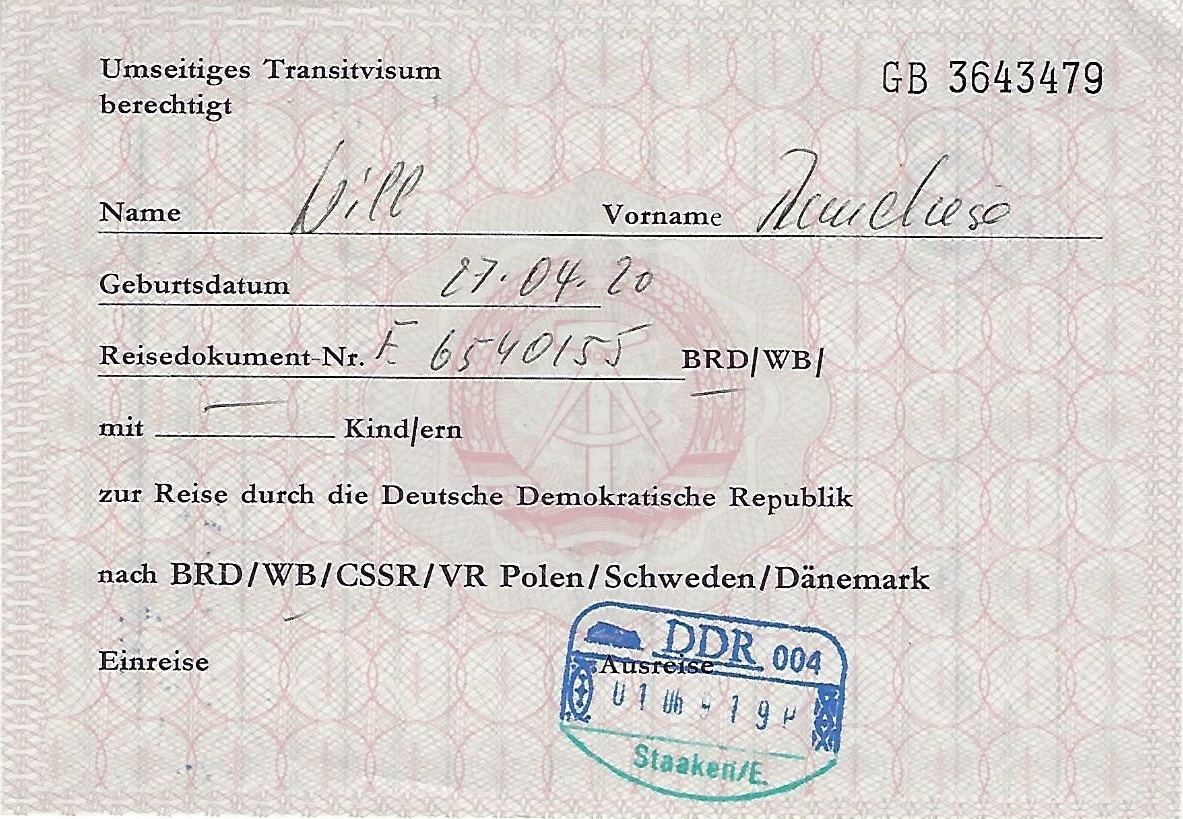 Umseitiges Transitvisum GB 3643479
berechtigt
Name Will Vorname
Geburtsdatum 27.04.20
Reisedokument-Nr. E 6540155 BRD/WB/
mit Kind/ern
zur Reise durch die Deutsche Demokratische Republik
nach BRD/WB/CSSR/VR Polen/Schweden/Dänemark
Einreise Ausreise
DDR 004
Staaken/E.